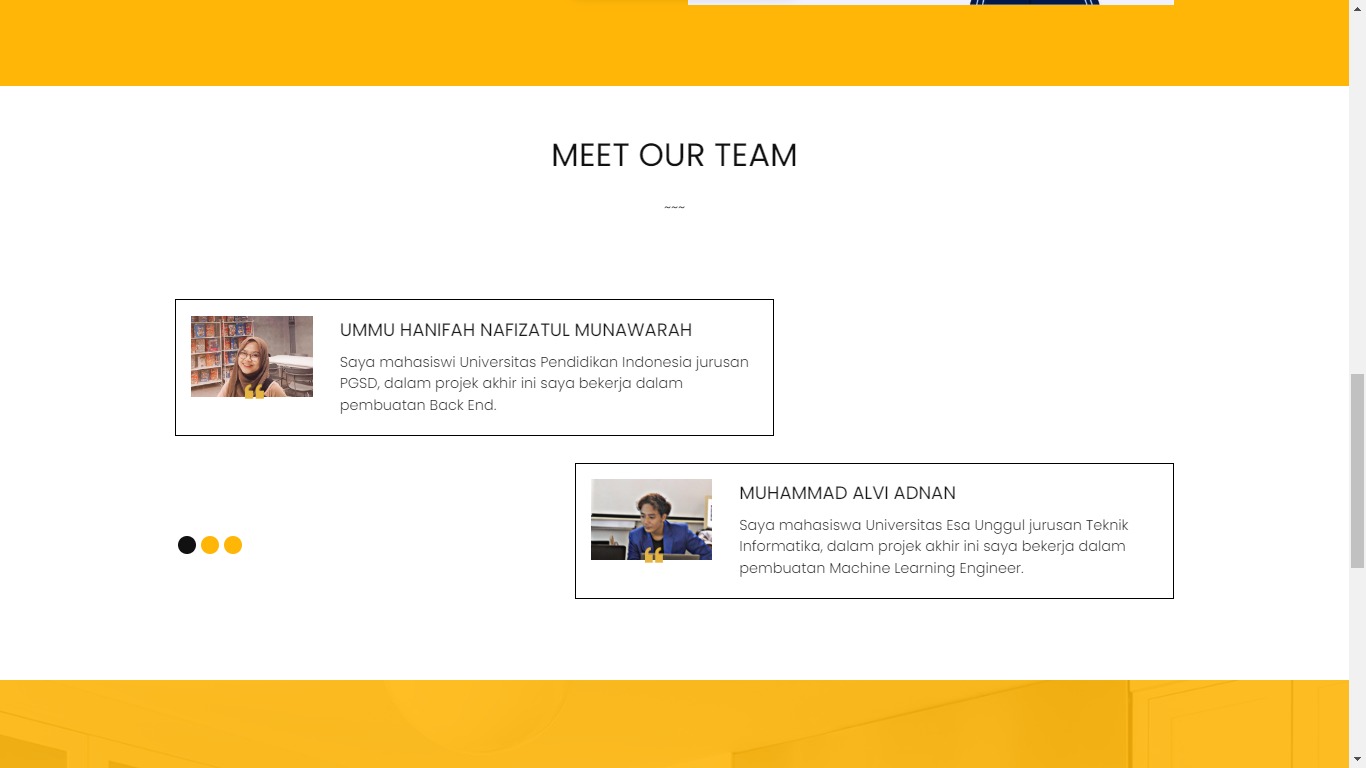 MEET OUR TEAM
~~~
UMMU HANIFAH NAFIZATUL MUNAWARAH
Saya mahasiswi Universitas Pendidikan Indonesia jurusan
PGSD, dalam projek akhir ini saya bekerja dalam
pembuatan Back End.
MUHAMMAD ALVI ADNAN
Saya mahasiswa Universitas Esa Unggul jurusan Teknik
Informatika, dalam projek akhir ini saya bekerja dalam
pembuatan Machine Learning Engineer.